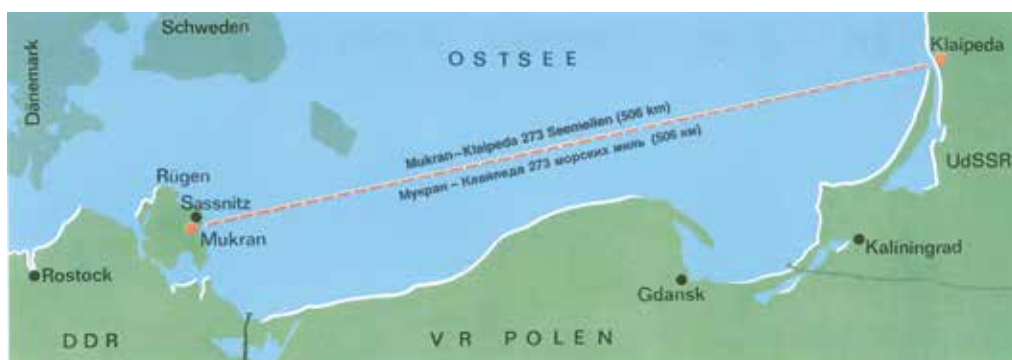 Schweden
Dänemark
OSTSEE
Klaipeda
Mukran–Klaipeda 273 Seemeilen (506 km)
Мукран – Клайпеда 273 морских миль (506 км)
UdSSR
Rügen
Sassnitz
Mukran
Kaliningrad
Rostock
Gdansk
DDR
VR POLEN